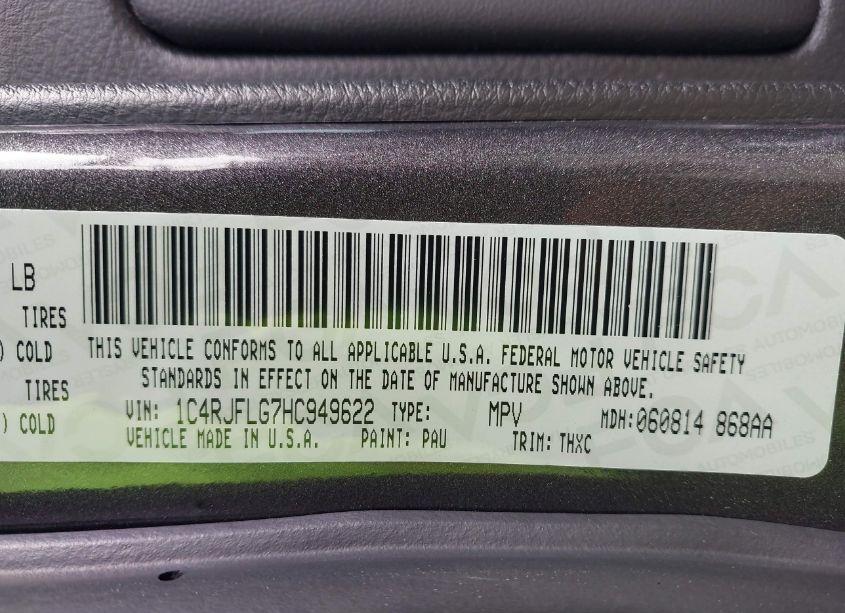 LB
TIRES
) COLD
TIRES
) COLD
THIS VEHICLE CONFORMS TO ALL APPLICABLE U.S.A. FEDERAL MOTOR VEHICLE SAFETY
STANDARDS IN EFFECT ON THE DATE OF MANUFACTURE SHOWN ABOVE.
VIN: 1C4RJFLG7HC949622 TYPE: MPV MDH:060814 868AA
VEHICLE MADE IN U.S.A. PAINT: PAU TRIM: THXC